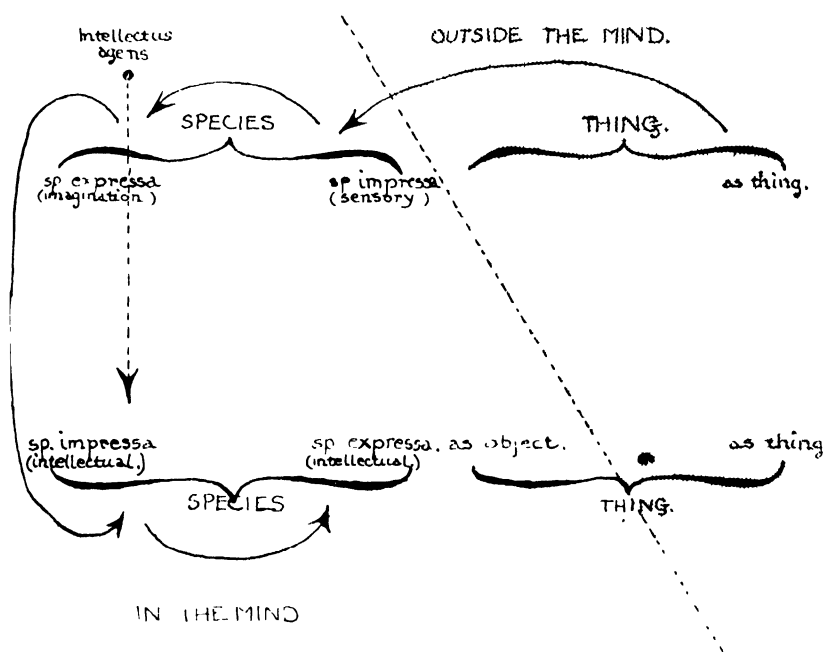 Intellectus
agens
OUTSIDE THE MIND.
SPECIES
THING.
sp expressa
(imagination)
sp impressa
(sensory)
as thing.
sp. impressa
(intellectual.)
sp expressa.
(intellectual)
as object.
as thing
SPECIES
THING.
IN THE MIND